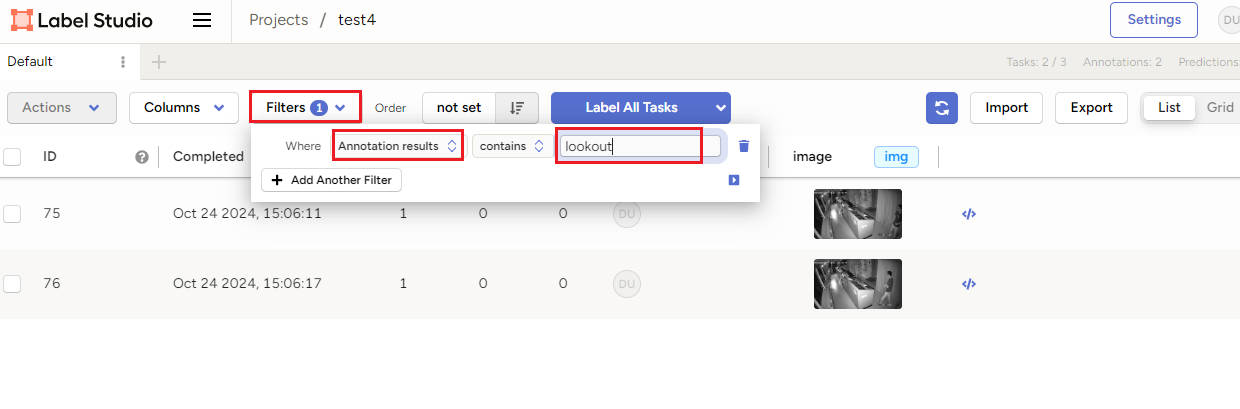 Label Studio Projects / test4 Settings DU
Default Tasks: 2 / 3 Annotations: 2 Predictions:
Actions Columns Filters 1 Order not set Label All Tasks Import Export List Grid
Where Annotation results contains lookout
ID ? Completed image img
+ Add Another Filter
75 Oct 24 2024, 15:06:11 1 0 0 DU </>
76 Oct 24 2024, 15:06:17 1 0 0 DU </>